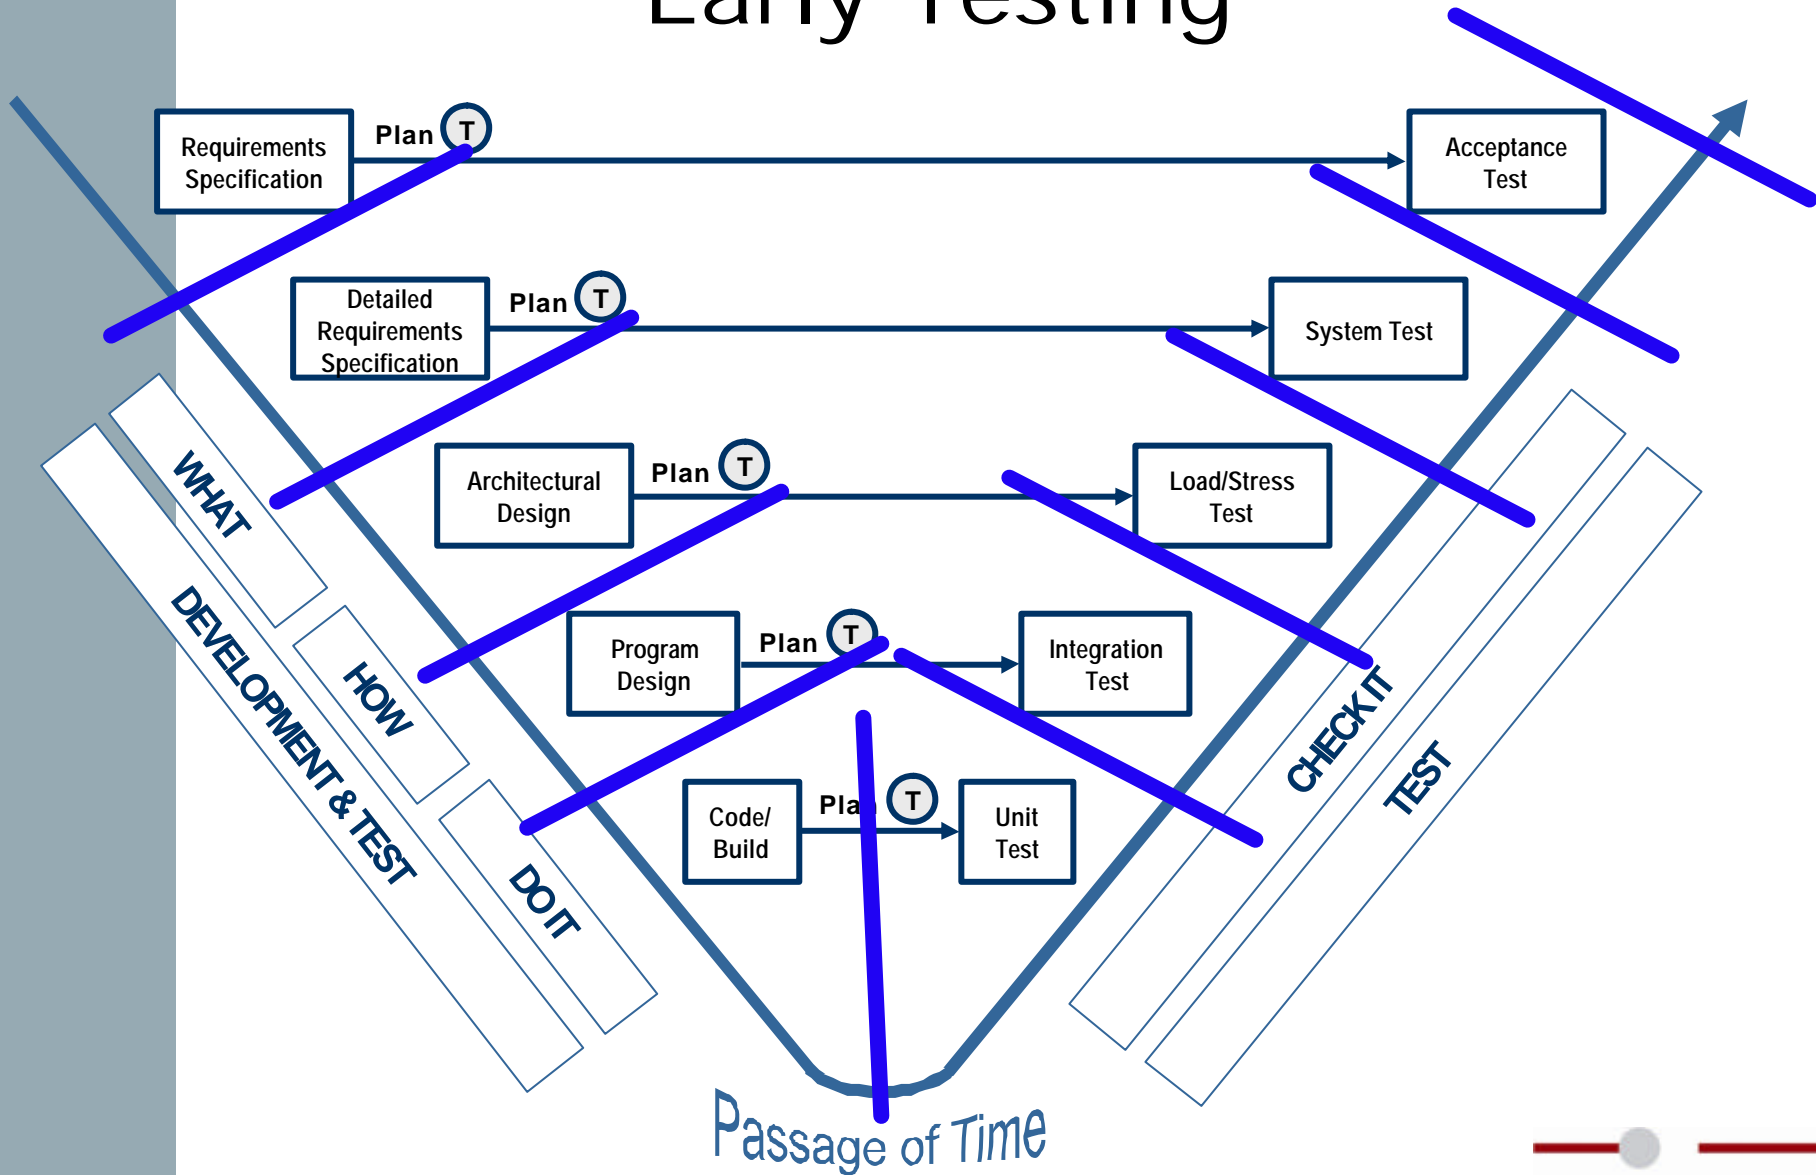 Early Testing
Plan T
Requirements
Specification
Acceptance
Test
Plan T
Detailed
Requirements
Specification
System Test
Plan T
Architectural
Design
Load/Stress
Test
Plan T
Program
Design
Integration
Test
Plan T
Code/
Build
Unit
Test
WHAT
HOW
DO IT
DEVELOPMENT & TEST
CHECK IT
TEST
Passage of Time